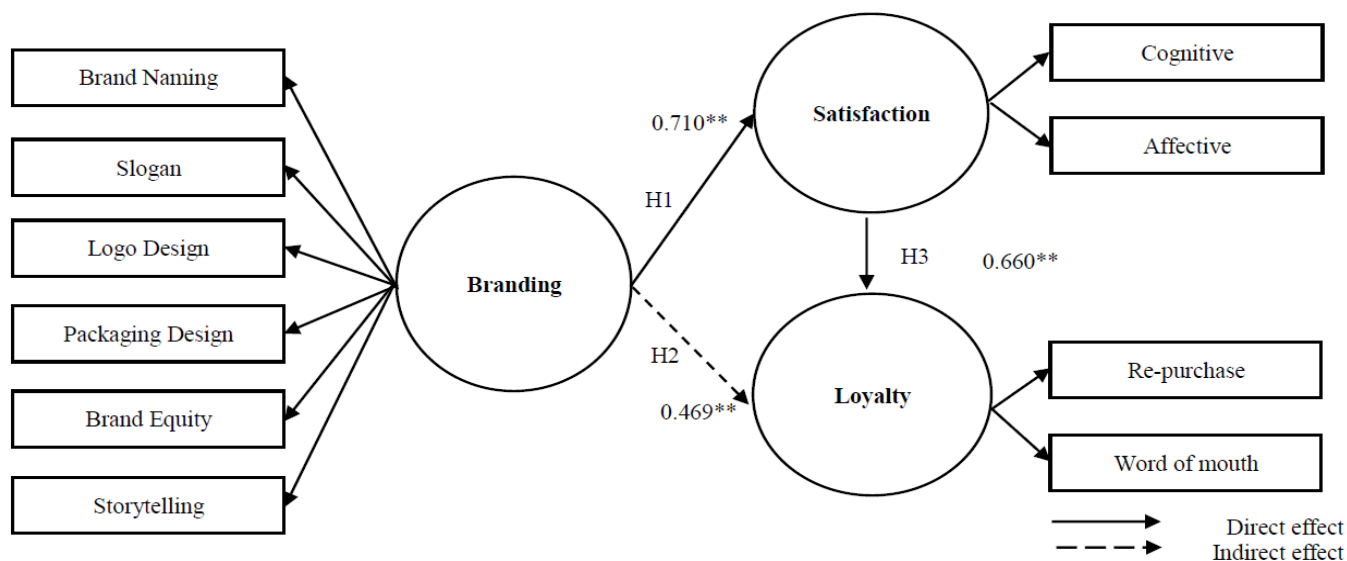 Brand Naming
Slogan
Logo Design
Packaging Design
Brand Equity
Storytelling
Branding
0.710**
H1
H2
0.469**
Satisfaction
H3
0.660**
Loyalty
Cognitive
Affective
Re-purchase
Word of mouth
Direct effect
Indirect effect